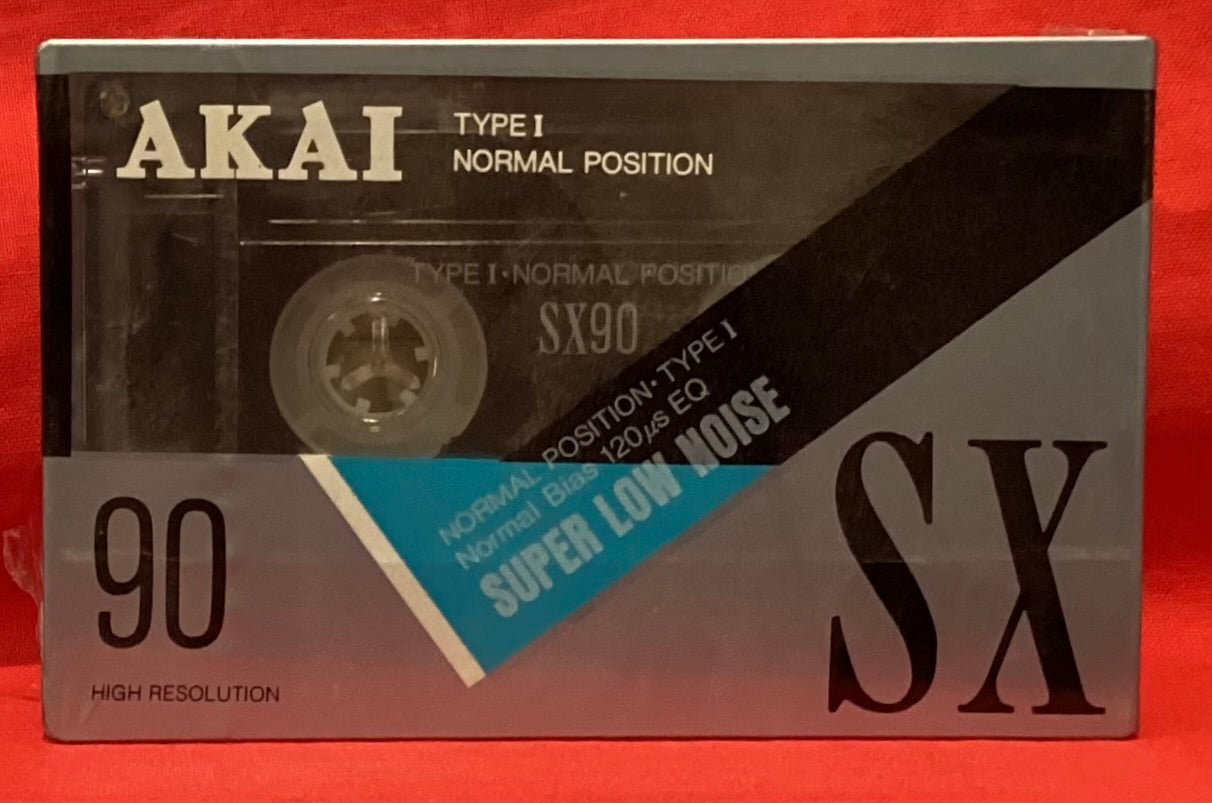 AKAI
TYPE I
NORMAL POSITION
TYPE I·NORMAL POSITION
SX90
NORMAL POSITION·TYPE I
Normal Bias 120µs EQ
SUPER LOW NOISE
90
HIGH RESOLUTION
SX